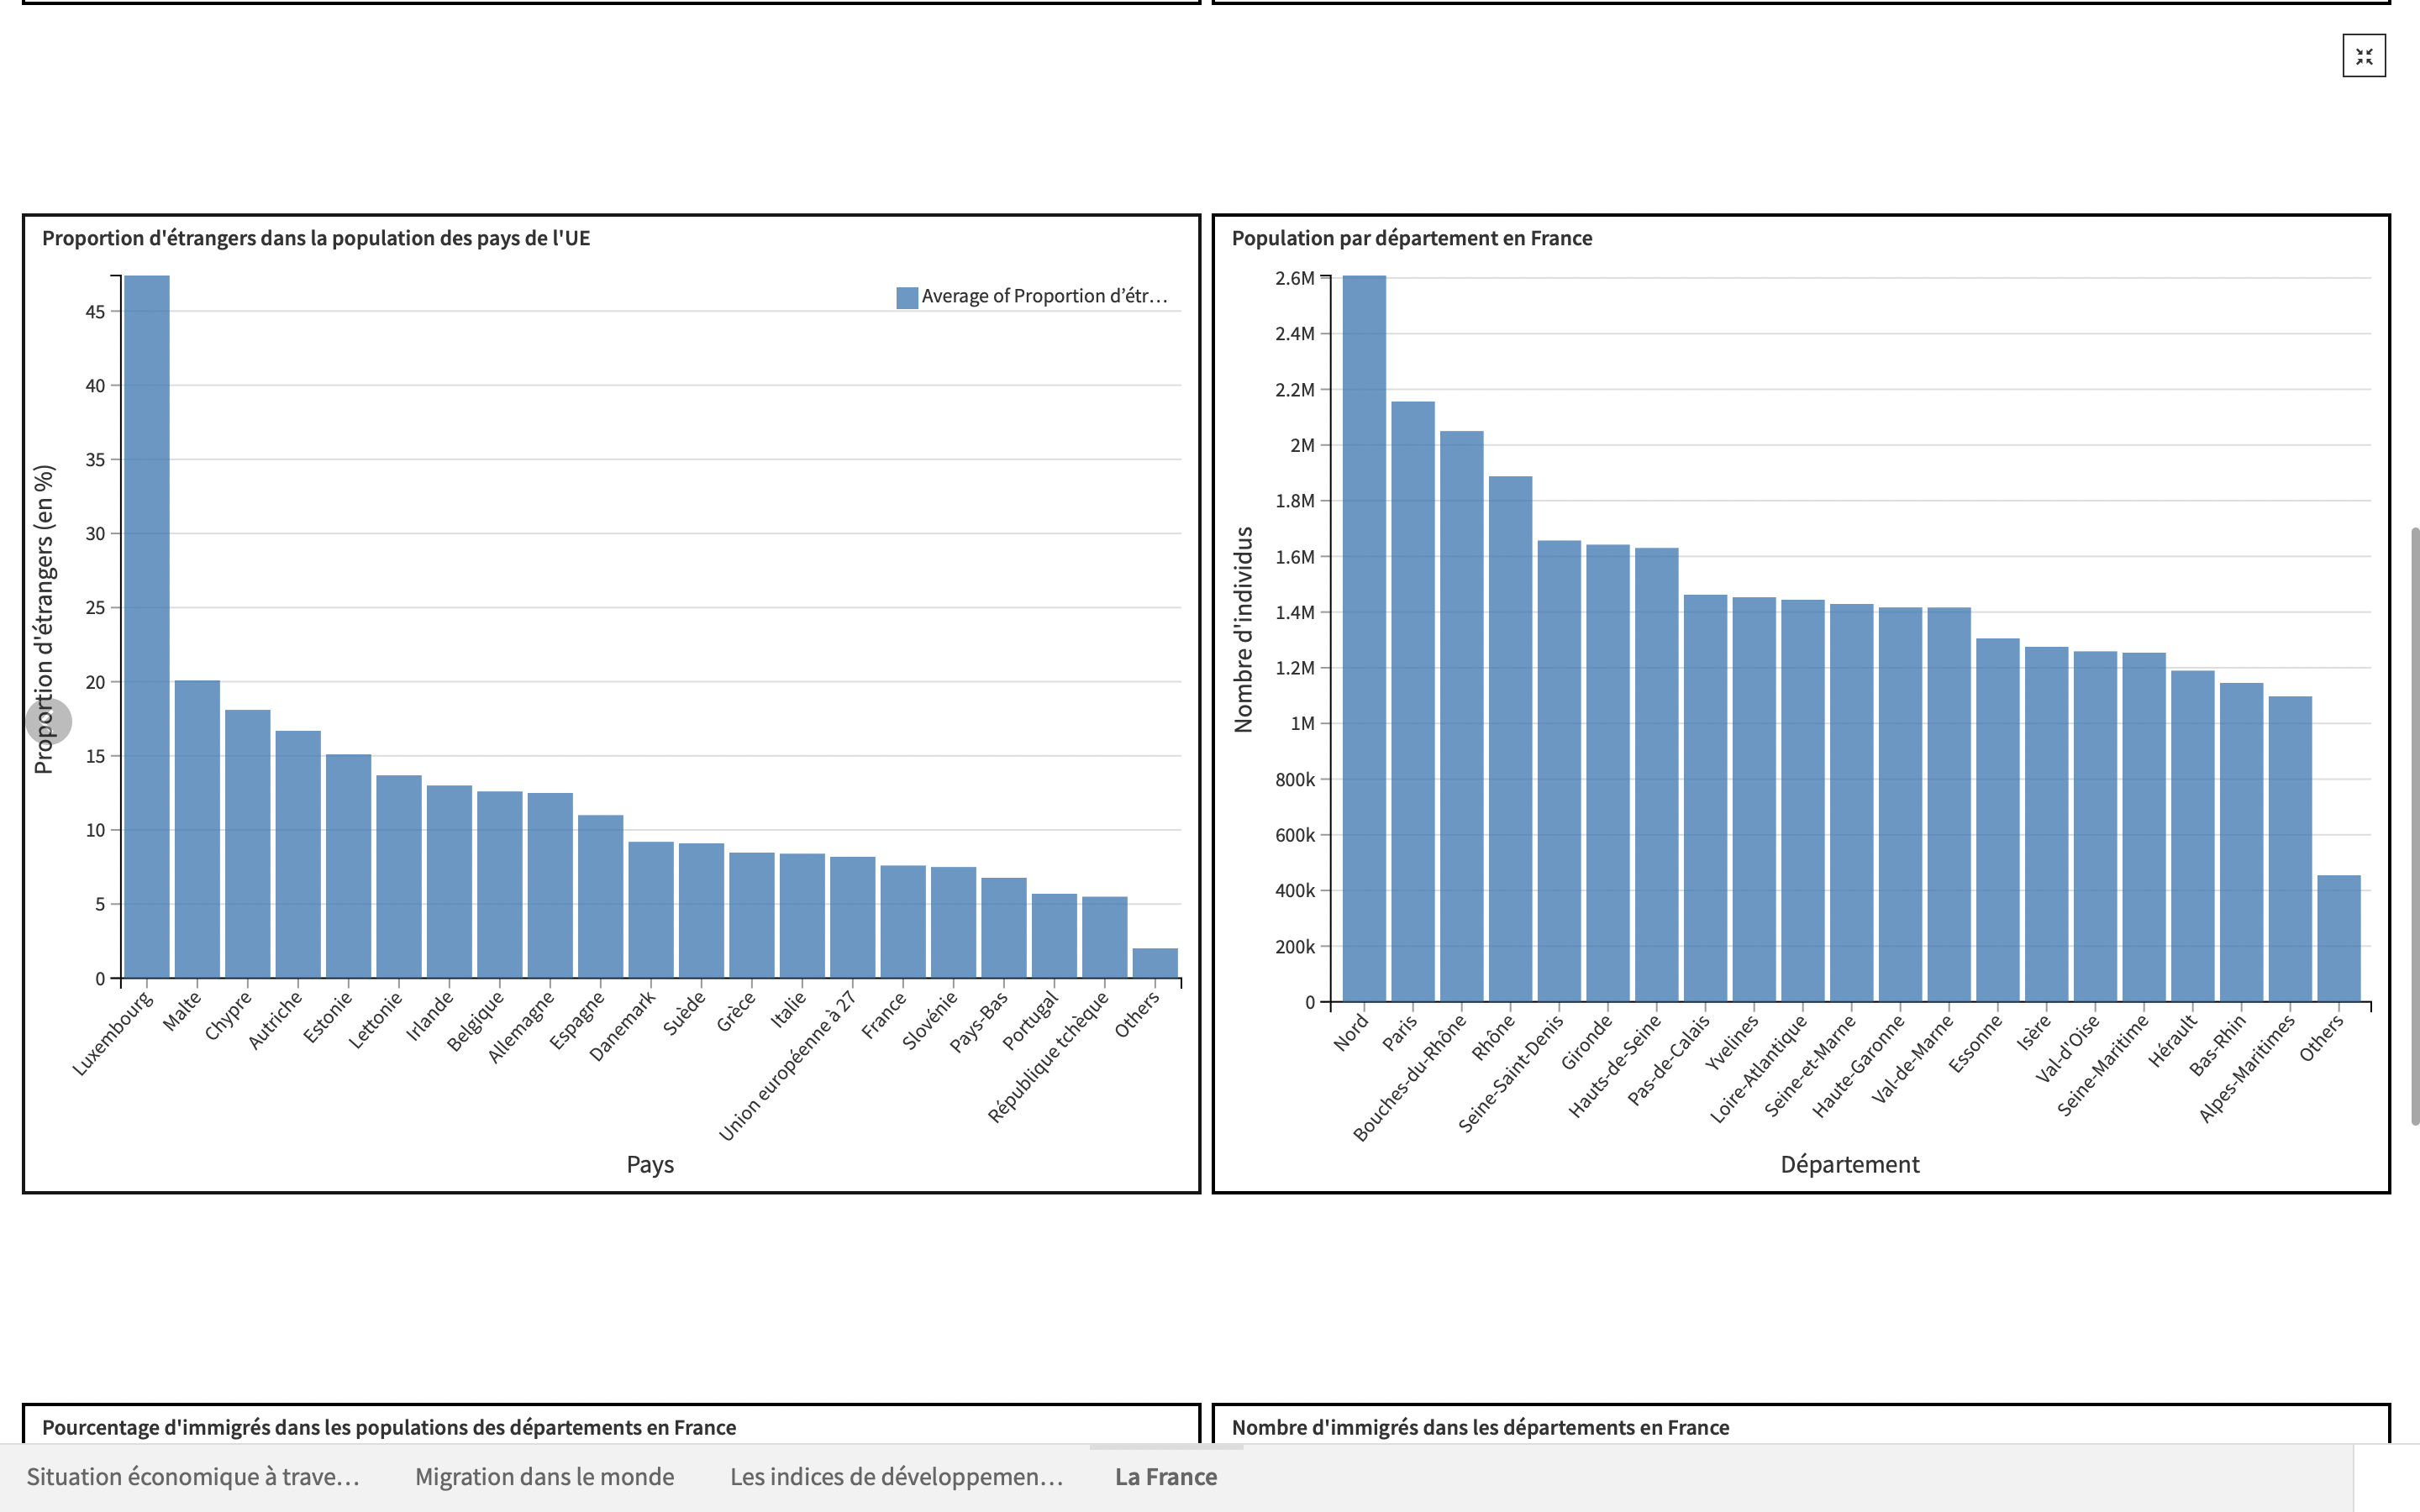 Proportion d'étrangers dans la population des pays de l'UE
Average of Proportion d’étr…
Proportion d'étrangers (en %)
45
40
35
30
25
20
15
10
5
0
Luxembourg
Malte
Chypre
Autriche
Estonie
Lettonie
Irlande
Belgique
Allemagne
Espagne
Danemark
Suède
Grèce
Italie
Union européenne à 27
France
Slovénie
Pays-Bas
Portugal
République tchèque
Others
Pays
Population par département en France
Nombre d'individus
2.6M
2.4M
2.2M
2M
1.8M
1.6M
1.4M
1.2M
1M
800k
600k
400k
200k
0
Nord
Paris
Bouches-du-Rhône
Rhône
Seine-Saint-Denis
Gironde
Hauts-de-Seine
Pas-de-Calais
Yvelines
Loire-Atlantique
Seine-et-Marne
Haute-Garonne
Val-de-Marne
Essonne
Isère
Val-d'Oise
Seine-Maritime
Hérault
Bas-Rhin
Alpes-Maritimes
Others
Département
Pourcentage d'immigrés dans les populations des départements en France
Nombre d'immigrés dans les départements en France
Situation économique à trave…
Migration dans le monde
Les indices de développemen…
La France